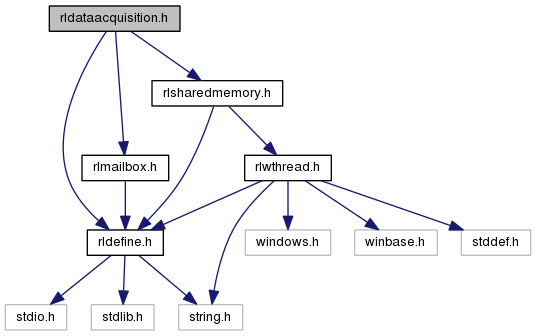 rldataacquisition.h
rlsharedmemory.h
rlmailbox.h
rlwthread.h
rldefine.h
windows.h
winbase.h
stddef.h
stdio.h
stdlib.h
string.h